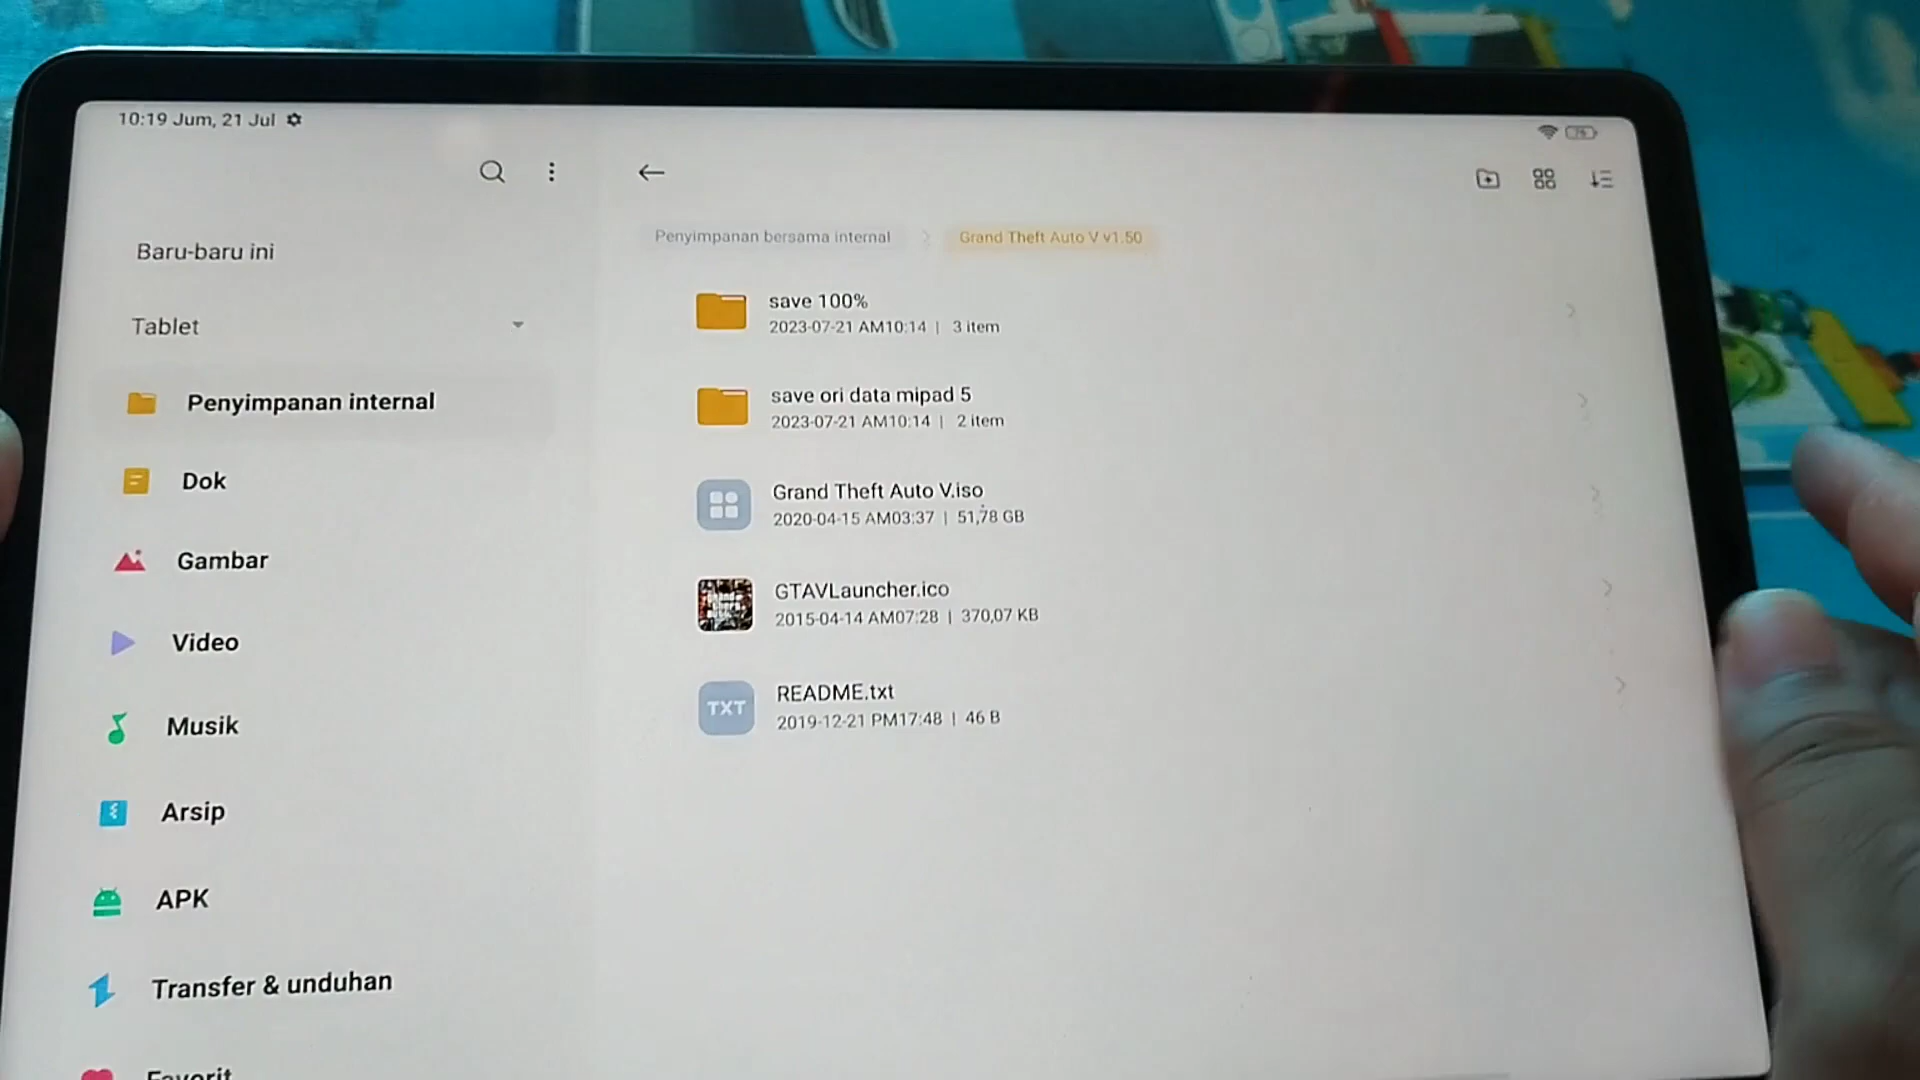 10:19 Jum, 21 Jul
Baru-baru ini
Tablet
Penyimpanan internal
Dok
Gambar
Video
Musik
Arsip
APK
Transfer & unduhan
Favorit
Penyimpanan bersama internal
Grand Theft Auto V v1.50
save 100%
2023-07-21 AM10:14 | 3 item
save ori data mipad 5
2023-07-21 AM10:14 | 2 item
Grand Theft Auto V.iso
2020-04-15 AM03:37 | 51,78 GB
GTAVLauncher.ico
2015-04-14 AM07:28 | 370,07 KB
TXT
README.txt
2019-12-21 PM17:48 | 46 B